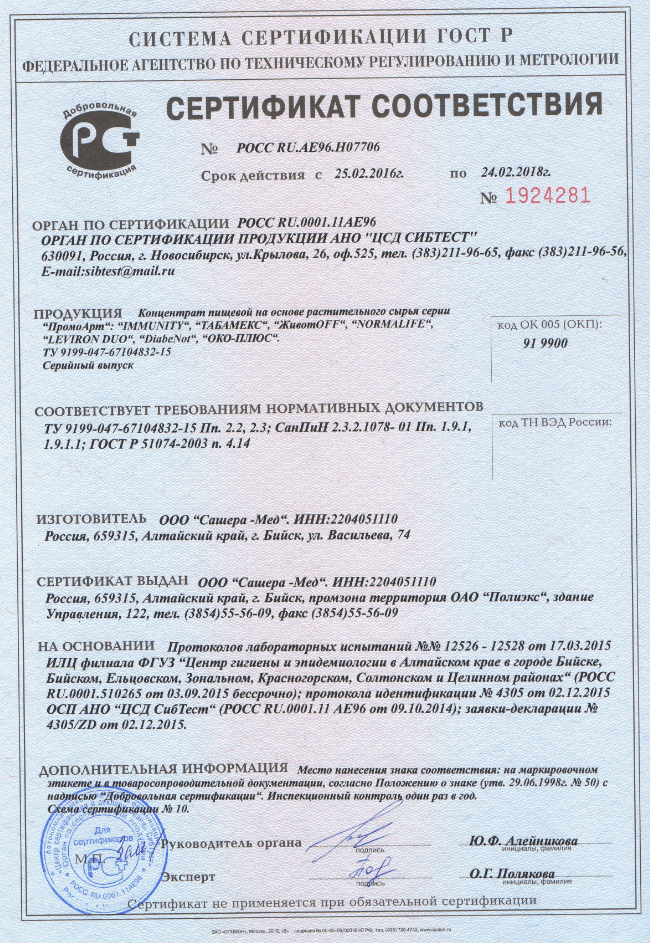 СИСТЕМА СЕРТИФИКАЦИИ ГОСТ Р
ФЕДЕРАЛЬНОЕ АГЕНТСТВО ПО ТЕХНИЧЕСКОМУ РЕГУЛИРОВАНИЮ И МЕТРОЛОГИИ
Добровольная
сертификация
СЕРТИФИКАТ СООТВЕТСТВИЯ
№ РОСС RU.АЕ96.Н07706
Срок действия с 25.02.2016г. по 24.02.2018г.
№ 1924281
ОРГАН ПО СЕРТИФИКАЦИИ РОСС RU.0001.11АЕ96
ОРГАН ПО СЕРТИФИКАЦИИ ПРОДУКЦИИ АНО "ЦСД СИБТЕСТ"
630091, Россия, г. Новосибирск, ул.Крылова, 26, оф.525, тел. (383)211-96-65, факс (383)211-96-56,
E-mail:sibtest@mail.ru
ПРОДУКЦИЯ Концентрат пищевой на основе растительного сырья серии
“ПромоАрт“: “IMMUNITY“, “ТАБАМЕКС“, “ЖивотOFF“, “NORMALIFE“,
“LEVIRON DUO“, “DiabeNot“, “ОКО-ПЛЮС“.
ТУ 9199-047-67104832-15
Серийный выпуск
код ОК 005 (ОКП):
91 9900
СООТВЕТСТВУЕТ ТРЕБОВАНИЯМ НОРМАТИВНЫХ ДОКУМЕНТОВ
ТУ 9199-047-67104832-15 Пп. 2.2, 2.3; СанПиН 2.3.2.1078- 01 Пп. 1.9.1,
1.9.1.1; ГОСТ Р 51074-2003 п. 4.14
код ТН ВЭД России:
ИЗГОТОВИТЕЛЬ ООО “Сашера -Мед“. ИНН:2204051110
Россия, 659315, Алтайский край, г. Бийск, ул. Васильева, 74
СЕРТИФИКАТ ВЫДАН ООО “Сашера -Мед“. ИНН:2204051110
Россия, 659315, Алтайский край, г. Бийск, промзона территория ОАО “Полиэкс“, здание
Управления, 122, тел. (3854)55-56-09, факс (3854)55-56-09
НА ОСНОВАНИИ Протоколов лабораторных испытаний №№ 12526 - 12528 от 17.03.2015
ИЛЦ филиала ФГУЗ “Центр гигиены и эпидемиологии в Алтайском крае в городе Бийске,
Бийском, Ельцовском, Зональном, Красногорском, Солтонском и Целинном районах“ (РОСС
RU.0001.510265 от 03.09.2015 бессрочно); протокола идентификации № 4305 от 02.12.2015
ОСП АНО “ЦСД СибТест“ (РОСС RU.0001.11 АЕ96 от 09.10.2014); заявки-декларации №
4305/ZD от 02.12.2015.
ДОПОЛНИТЕЛЬНАЯ ИНФОРМАЦИЯ Место нанесения знака соответствия: на маркировочном
этикете и в товаросопроводительной документации, согласно Положению о знаке (утв. 29.06.1998г. № 50) с
надписью “Добровольная сертификации“. Инспекционный контроль один раз в год.
Схема сертификации № 10.
Для
сертификатов
М.П.
РОСС RU.0001.11АЕ96
Руководитель органа
подпись
Ю.Ф. Алейникова
инициалы, фамилия
Эксперт
подпись
О.Г. Полякова
инициалы, фамилия
Сертификат не применяется при обязательной сертификации